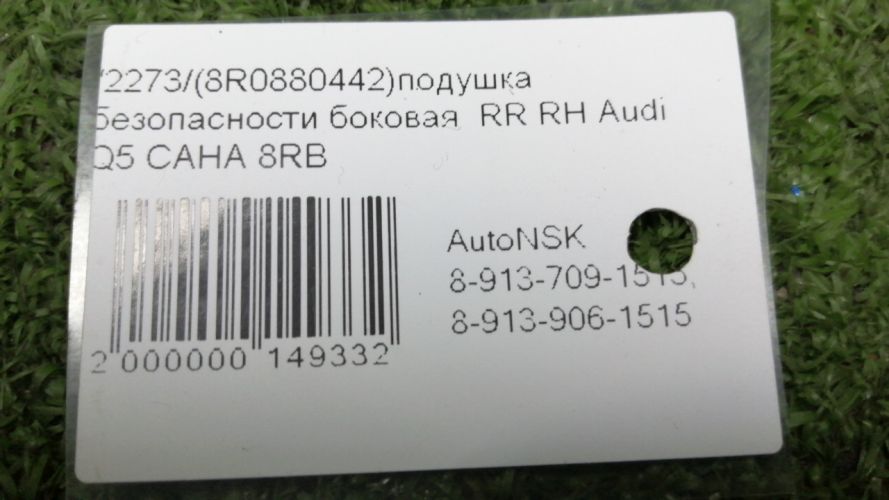 /2273/(8R0880442)подушка
безопасности боковая RR RH Audi
Q5 CAHA 8RB
AutoNSK
8-913-709-1515,
8-913-906-1515
2 000000 149332